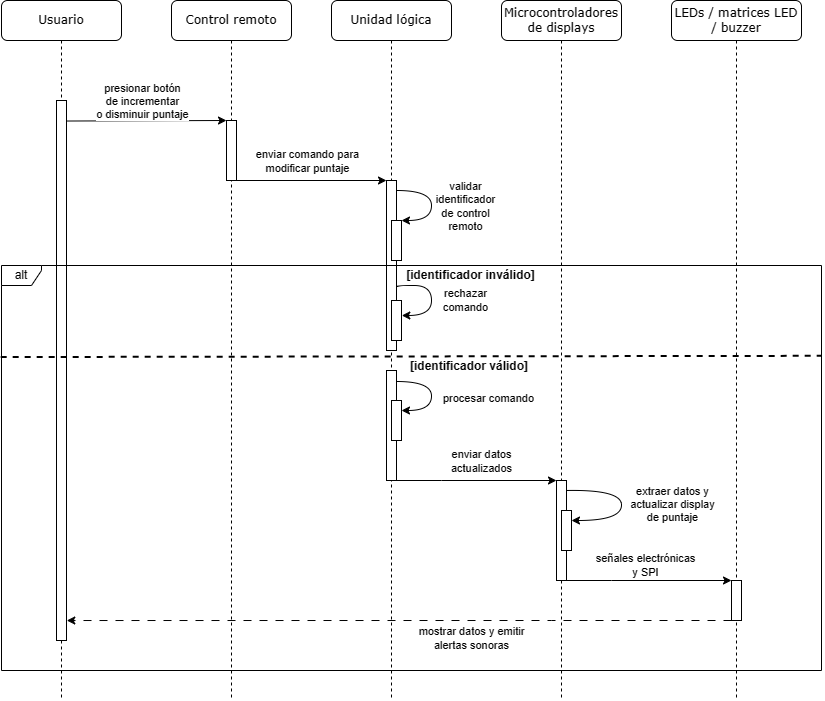 Usuario
Control remoto
Unidad lógica
Microcontroladores
de displays
LEDs / matrices LED
/ buzzer
presionar botón
de incrementar
o disminuir puntaje
enviar comando para
modificar puntaje
validar
identificador
de control
remoto
alt
[identificador inválido]
rechazar
comando
[identificador válido]
procesar comando
enviar datos
actualizados
extraer datos y
actualizar display
de puntaje
señales electrónicas
y SPI
mostrar datos y emitir
alertas sonoras